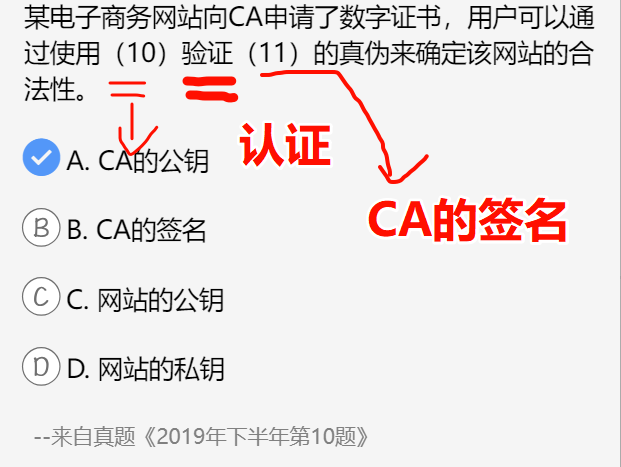 某电子商务网站向CA申请了数字证书，用户可以通
过使用（10）验证（11）的真伪来确定该网站的合
法性。
认证
A. CA的公钥
CA的签名
B B. CA的签名
C C. 网站的公钥
D D. 网站的私钥
--来自真题《2019年下半年第10题》